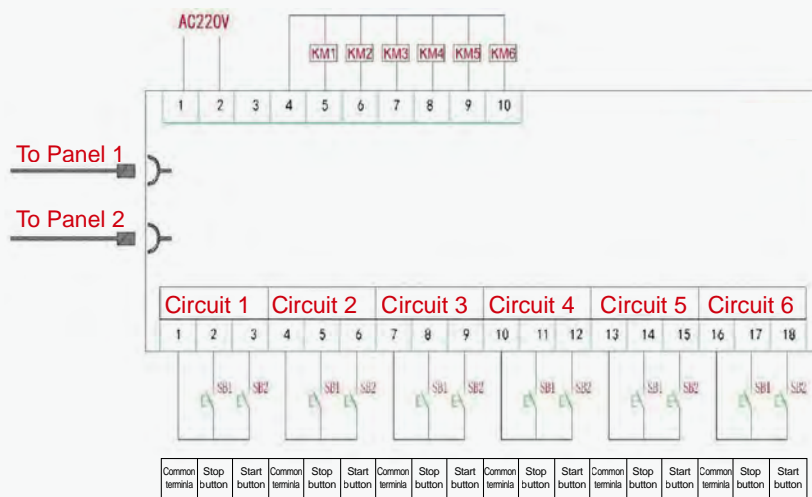 AC220V
KM1 KM2 KM3 KM4 KM5 KM6
1 2 3 4 5 6 7 8 9 10
To Panel 1
To Panel 2
Circuit 1 Circuit 2 Circuit 3 Circuit 4 Circuit 5 Circuit 6
1 2 3 4 5 6 7 8 9 10 11 12 13 14 15 16 17 18
SB1 SB2 SB1 SB2 SB1 SB2 SB1 SB2 SB1 SB2 SB1 SB2
Common Stop Start Common Stop Start Common Stop Start Common Stop Start Common Stop Start Common Stop Start
terminla button button terminla button button terminla button button terminla button button terminla button button terminla button button